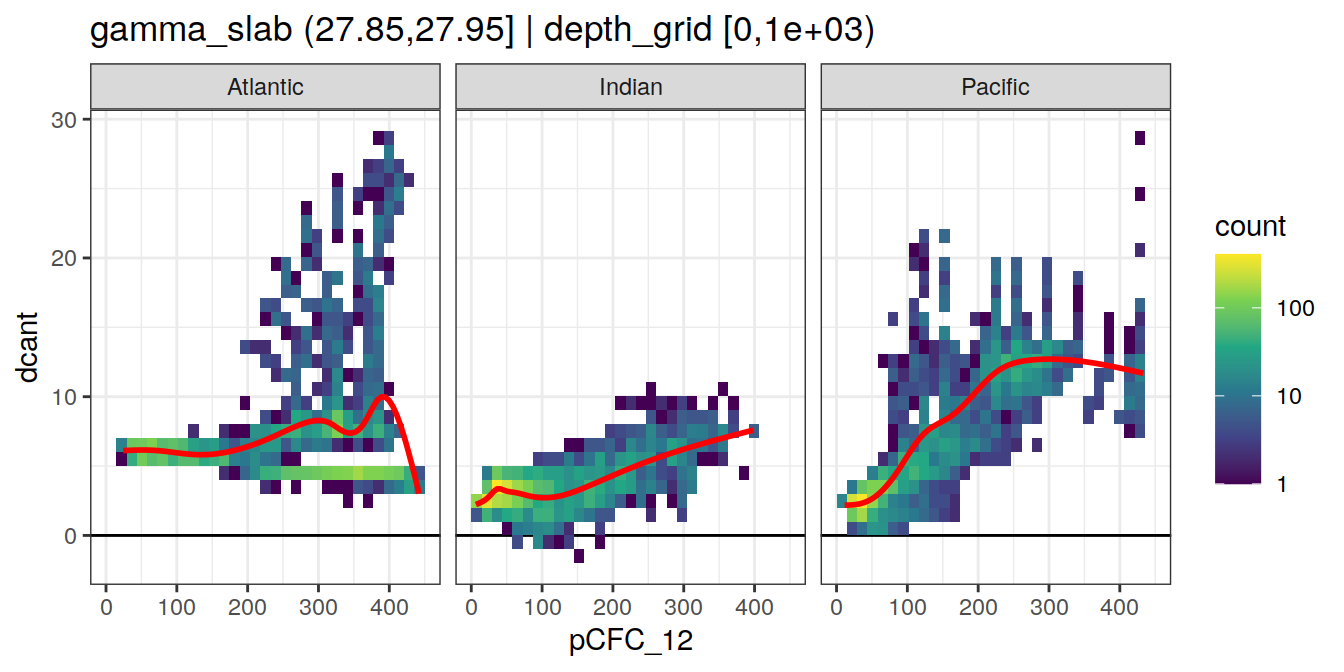 gamma_slab (27.85,27.95] | depth_grid [0,1e+03)
Atlantic
Indian
Pacific
30
20
10
0
dcant
0 100 200 300 400
0 100 200 300 400
0 100 200 300 400
pCFC_12
count
100
10
1